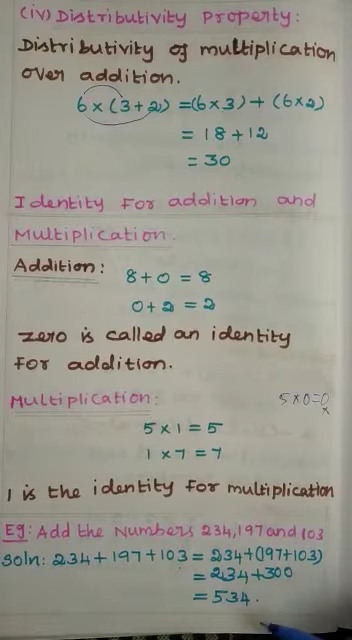 (iv) Distributivity Property:
Distributivity of multiplication
over addition.
6×(3+2) = (6×3)+(6×2)
= 18+12
= 30
Identity For addition and
Multiplication.
Addition:
8+0 = 8
0+2 = 2
zero is called an identity
For addition.
Multiplication: 5×0=0
5×1=5
1×7=7
1 is the identity for multiplication
Eg: Add the Numbers 234,197 and 103
Soln: 234+197+103 = 234+(197+103)
= 234+300
= 534.